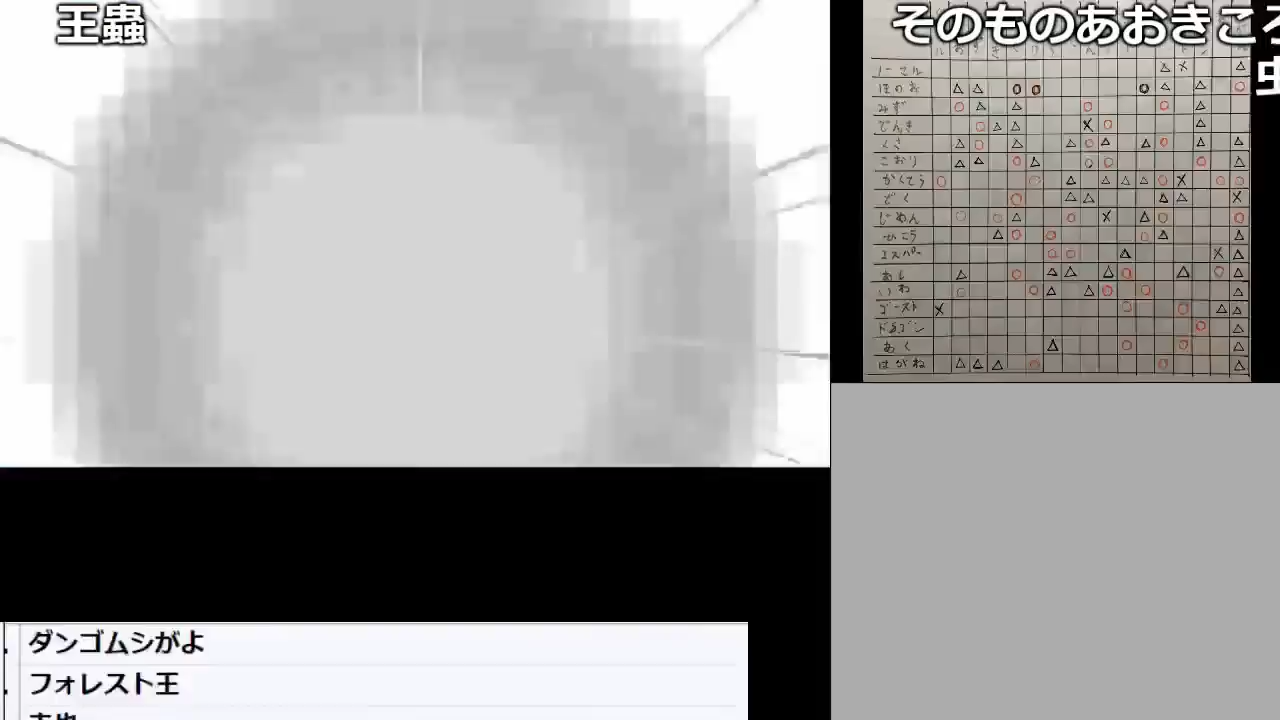 王蟲
そのものあおきころ
虫
ノーマル
ほのお
みず
でんき
くさ
こおり
かくとう
どく
じめん
ひこう
エスパー
むし
いわ
ゴースト
ドラゴン
あく
はがね
ダンゴムシがよ
フォレスト王